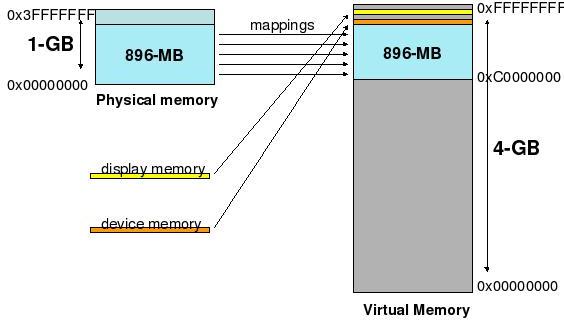 0x3FFFFFFF
1-GB
896-MB
0x00000000
Physical memory
mappings
display memory
device memory
0xFFFFFFFF
896-MB
0xC0000000
4-GB
0x00000000
Virtual Memory